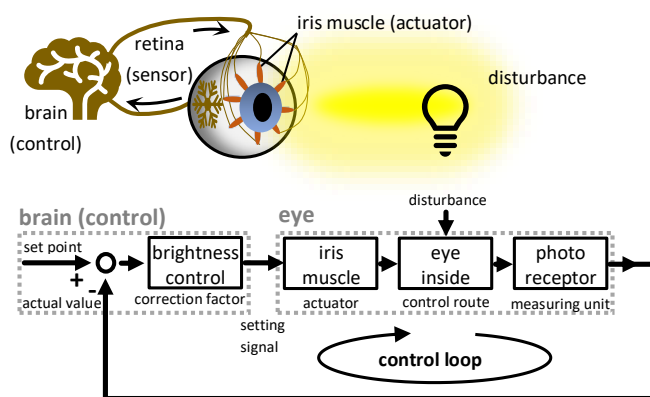 iris muscle (actuator)
retina
(sensor)
disturbance
brain
(control)
disturbance
brain (control)
eye
set point
+
-
brightness
control
iris
muscle
eye
inside
photo
receptor
actual value
correction factor
actuator
control route
measuring unit
setting
signal
control loop